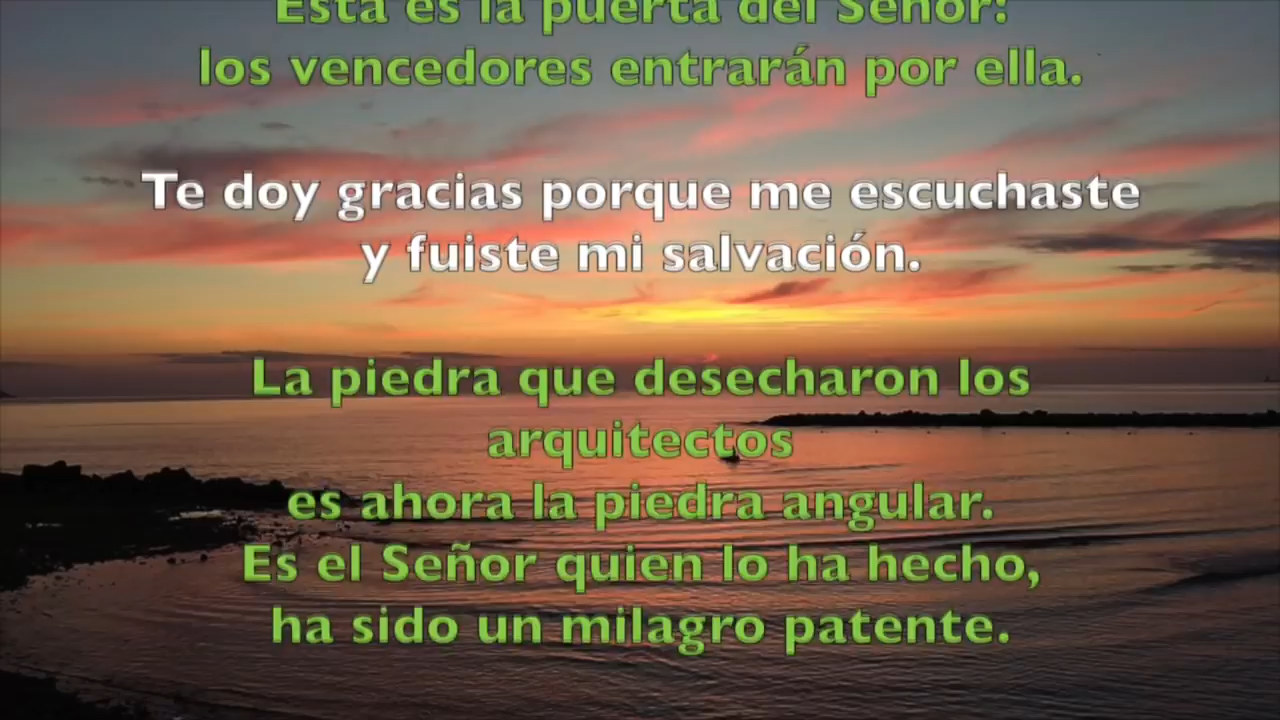 Esta es la puerta del Señor:
los vencedores entrarán por ella.
Te doy gracias porque me escuchaste
y fuiste mi salvación.
La piedra que desecharon los
arquitectos
es ahora la piedra angular.
Es el Señor quien lo ha hecho,
ha sido un milagro patente.